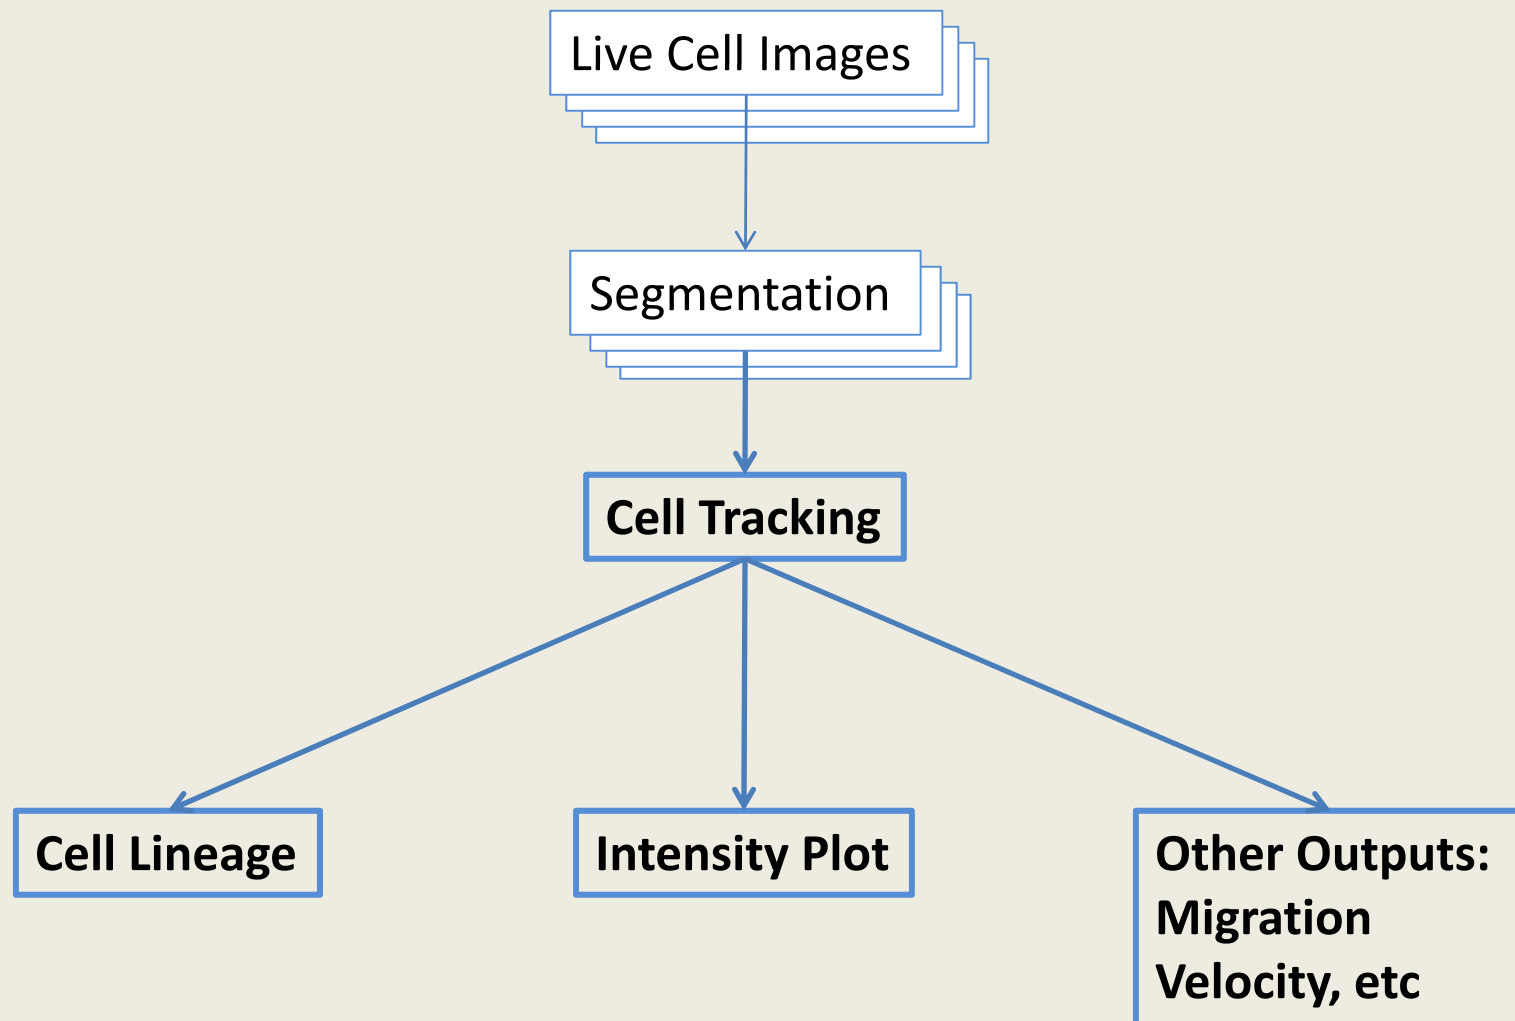 Live Cell Images
Segmentation
Cell Tracking
Cell Lineage
Intensity Plot
Other Outputs:
Migration
Velocity, etc